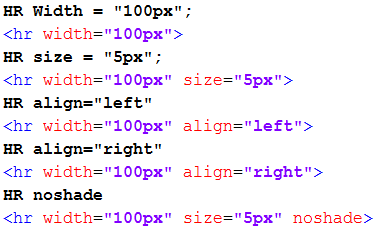 HR Width = "100px";
<hr width="100px">
HR size = "5px";
<hr width="100px" size="5px">
HR align="left"
<hr width="100px" align="left">
HR align="right"
<hr width="100px" align="right">
HR noshade
<hr width="100px" size="5px" noshade>